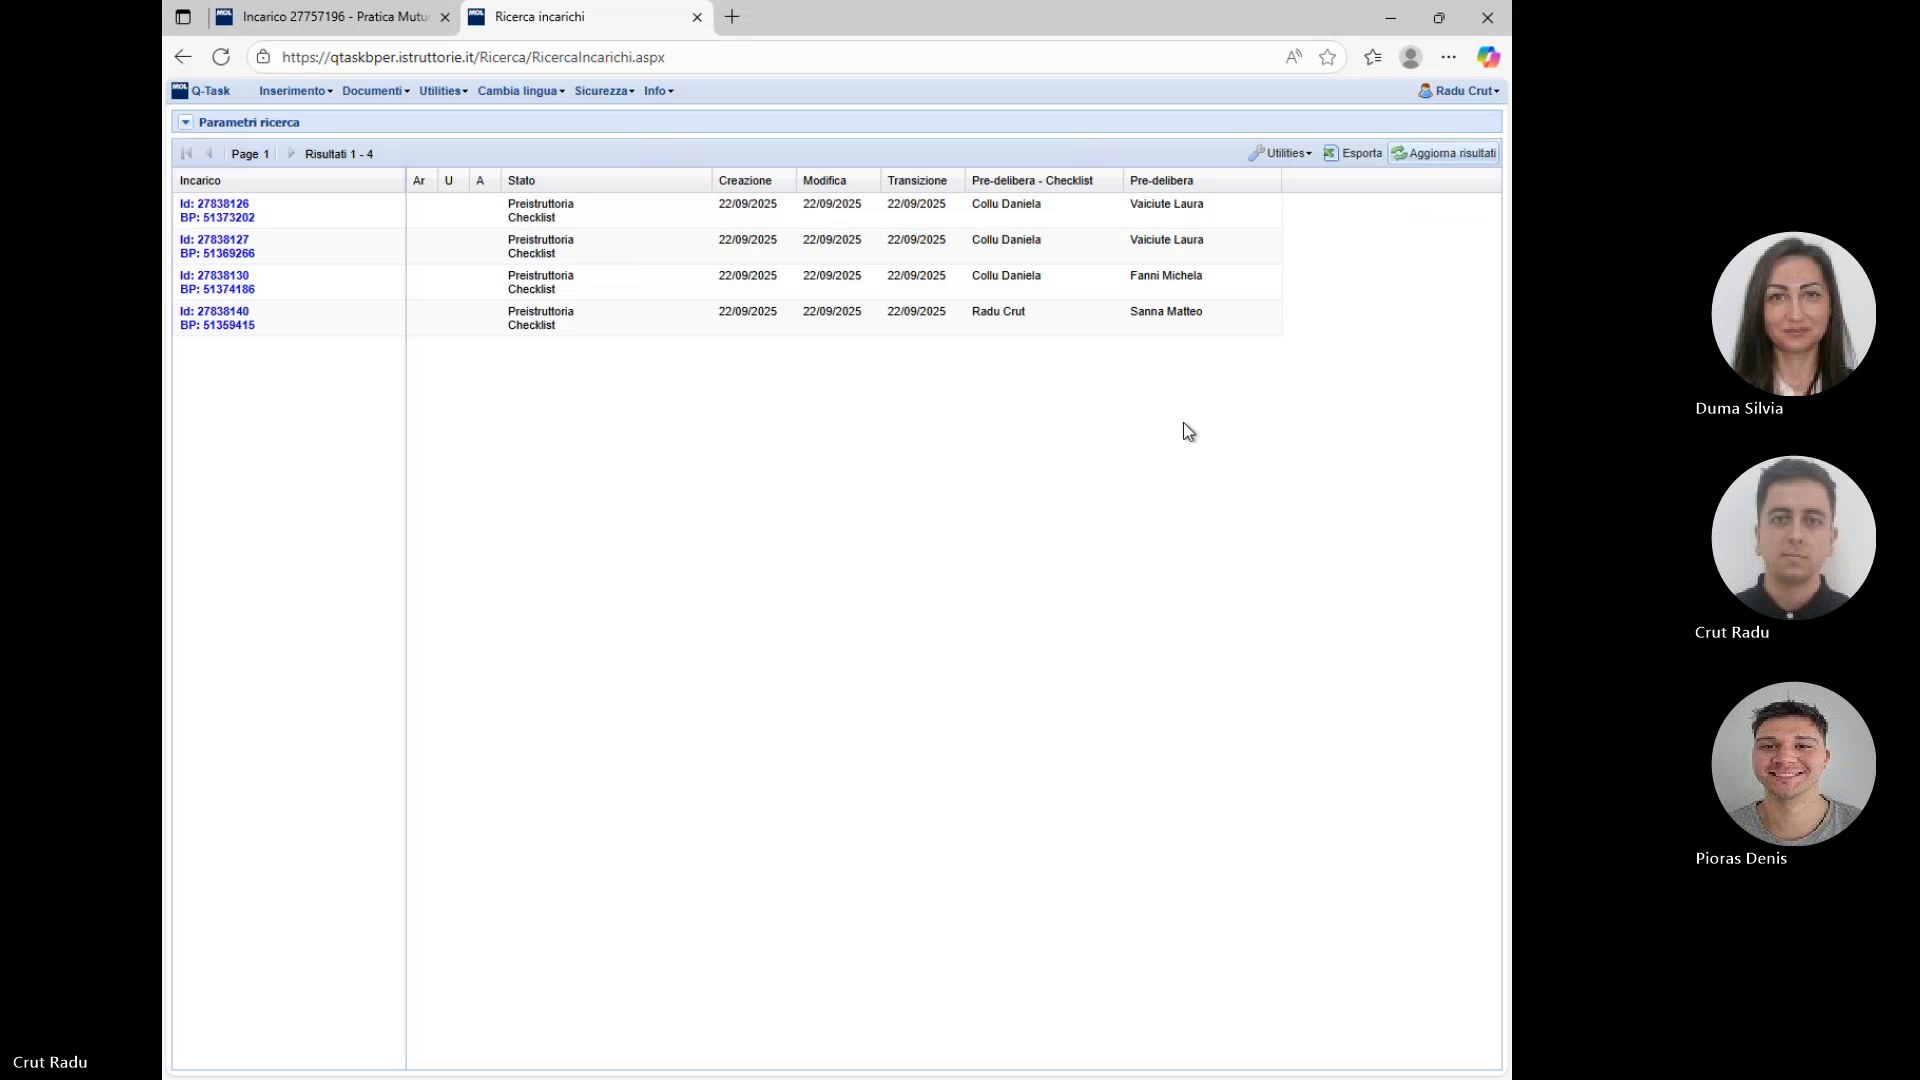 Incarico 27757196 - Pratica Mutu
Ricerca incarichi
https://qtaskbper.istruttorie.it/Ricerca/RicercaIncarichi.aspx
MOL Q-Task Inserimento Documenti Utilities Cambia lingua Sicurezza Info Radu Crut
Parametri ricerca
Page 1 Risultati 1 - 4 Utilities Esporta Aggiorna risultati
Incarico Ar U A Stato Creazione Modifica Transizione Pre-delibera - Checklist Pre-delibera
Id: 27838126 Preistruttoria 22/09/2025 22/09/2025 22/09/2025 Collu Daniela Vaiciute Laura
BP: 51373202 Checklist
Id: 27838127 Preistruttoria 22/09/2025 22/09/2025 22/09/2025 Collu Daniela Vaiciute Laura
BP: 51369266 Checklist
Id: 27838130 Preistruttoria 22/09/2025 22/09/2025 22/09/2025 Collu Daniela Fanni Michela
BP: 51374186 Checklist
Id: 27838140 Preistruttoria 22/09/2025 22/09/2025 22/09/2025 Radu Crut Sanna Matteo
BP: 51359415 Checklist
Duma Silvia
Crut Radu
Pioras Denis
Crut Radu